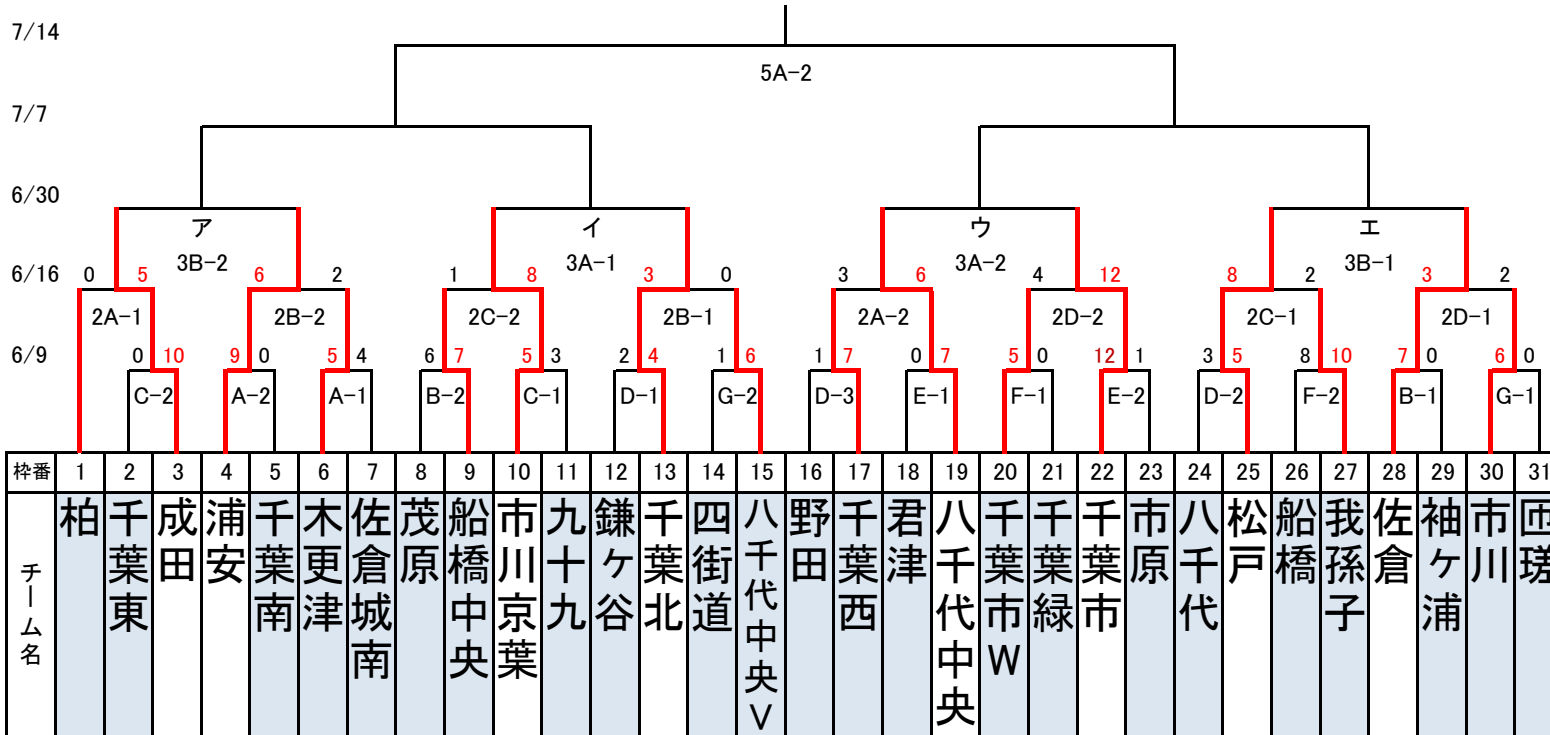 7/14
5A-2
7/7
6/30
ア イ ウ エ
3B-2 3A-1 3A-2 3B-1
6/16 0 5 6 2 1 8 3 0 3 6 4 12 8 2 3 2
2A-1 2B-2 2C-2 2B-1 2A-2 2D-2 2C-1 2D-1
6/9 0 10 9 0 5 4 6 7 5 3 2 4 1 6 1 7 0 7 5 0 12 1 3 5 8 10 7 0 6 0
C-2 A-2 A-1 B-2 C-1 D-1 G-2 D-3 E-1 F-1 E-2 D-2 F-2 B-1 G-1
枠番 1 2 3 4 5 6 7 8 9 10 11 12 13 14 15 16 17 18 19 20 21 22 23 24 25 26 27 28 29 30 31
チーム名
柏
千葉東
成田
浦安
千葉南
木更津
佐倉城南
茂原
船橋中央
市川京葉
九十九
鎌ヶ谷
千葉北
四街道
八千代中央V
野田
千葉西
君津
八千代中央
千葉市W
千葉緑
千葉市
市原
八千代
松戸
船橋
我孫子
佐倉
袖ヶ浦
市川
匝瑳